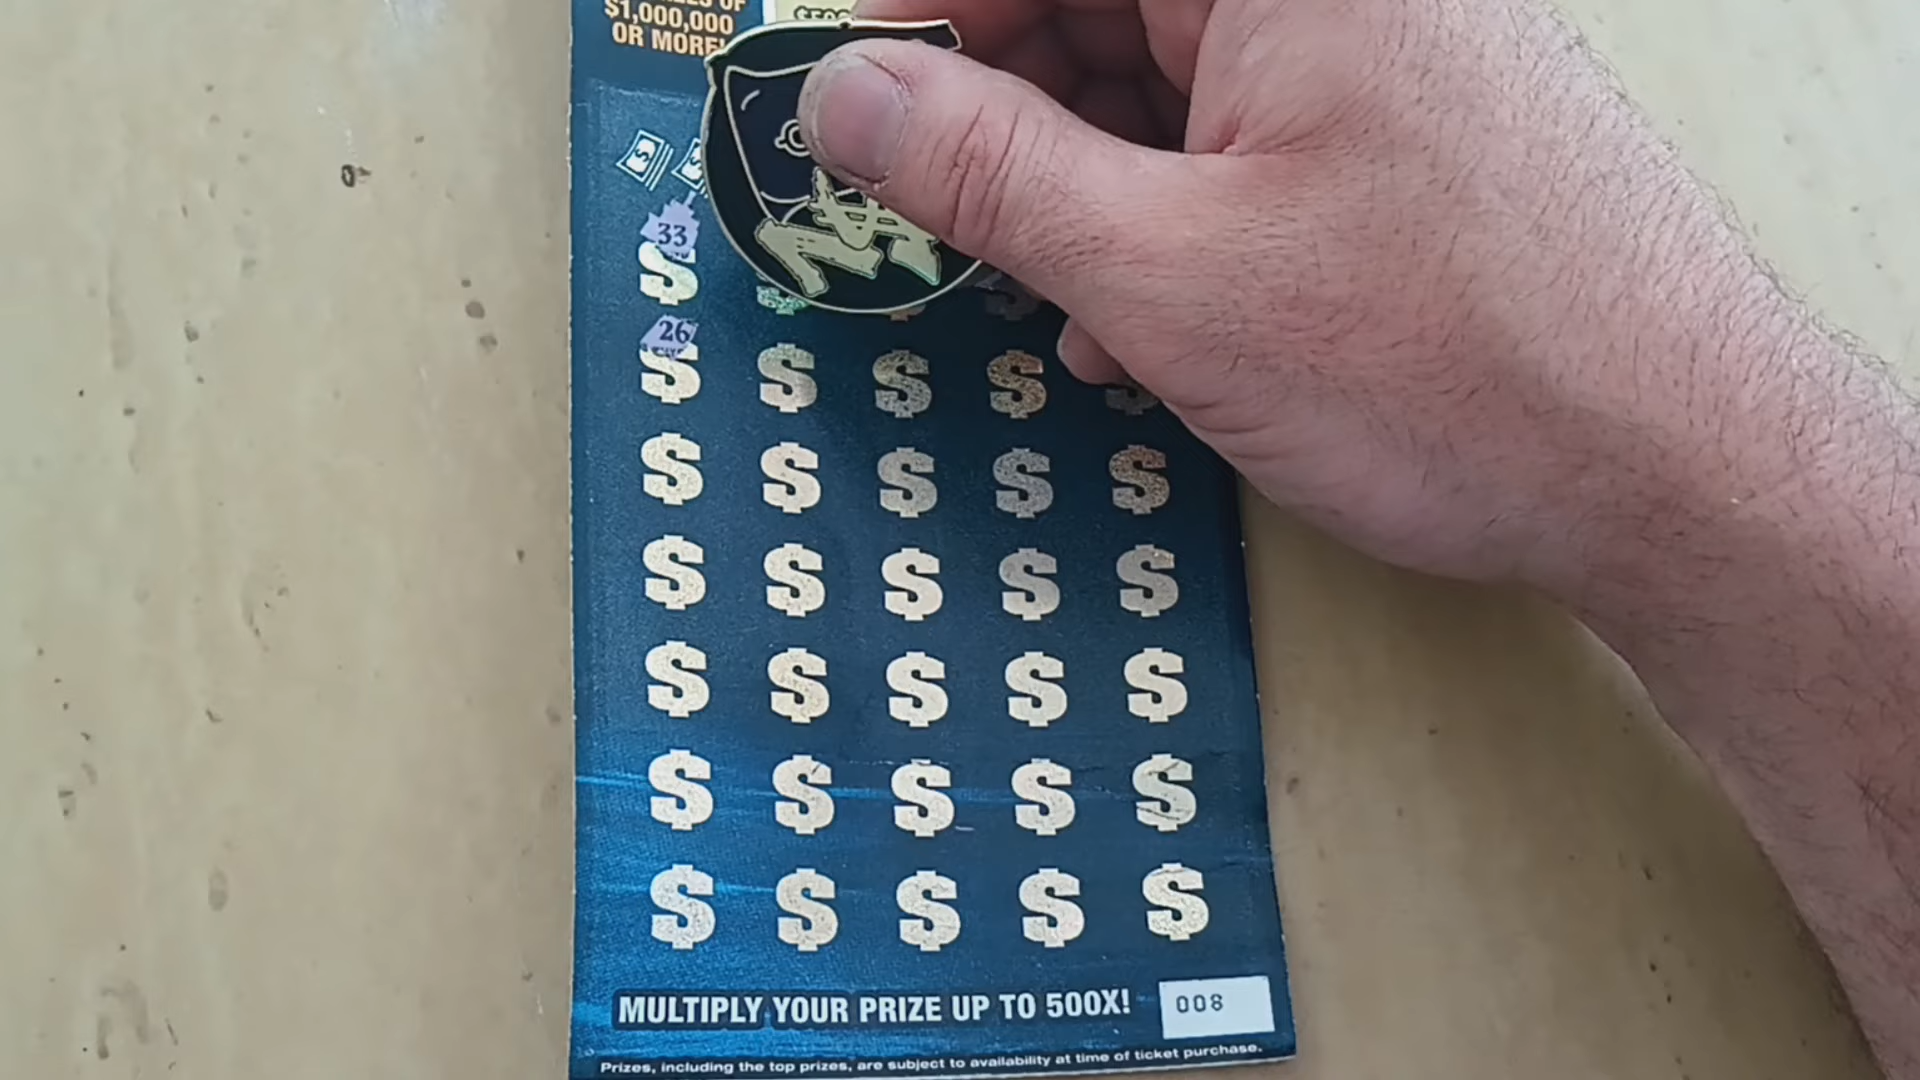 $1,000,000
OR MORE!
33
26
MULTIPLY YOUR PRIZE UP TO 500X!
008
Prizes, including the top prizes, are subject to availability at time of ticket purchase.